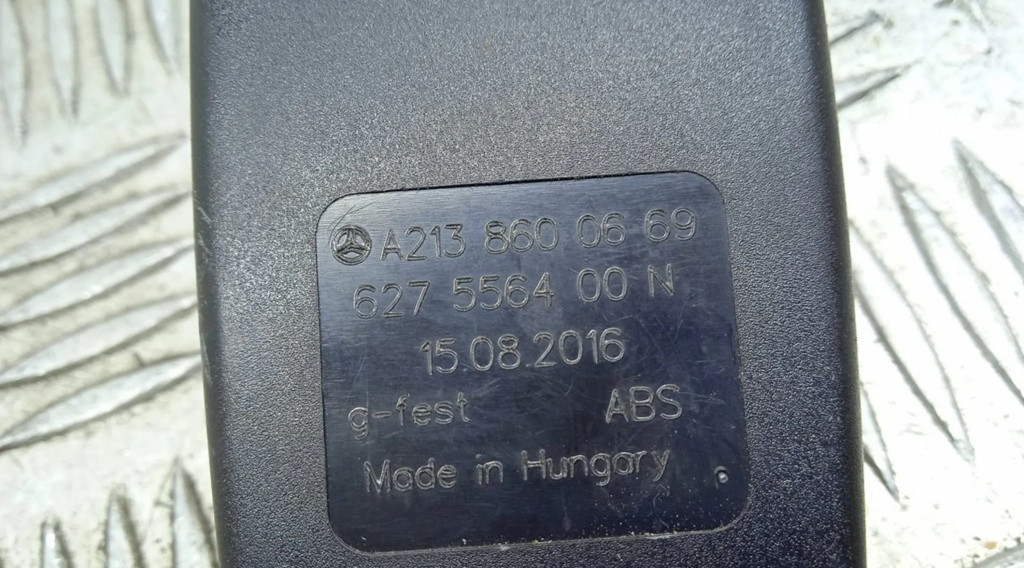 A213 860 06 69
627 5564 00 N
15.08.2016
g-fest ABS
Made in Hungary